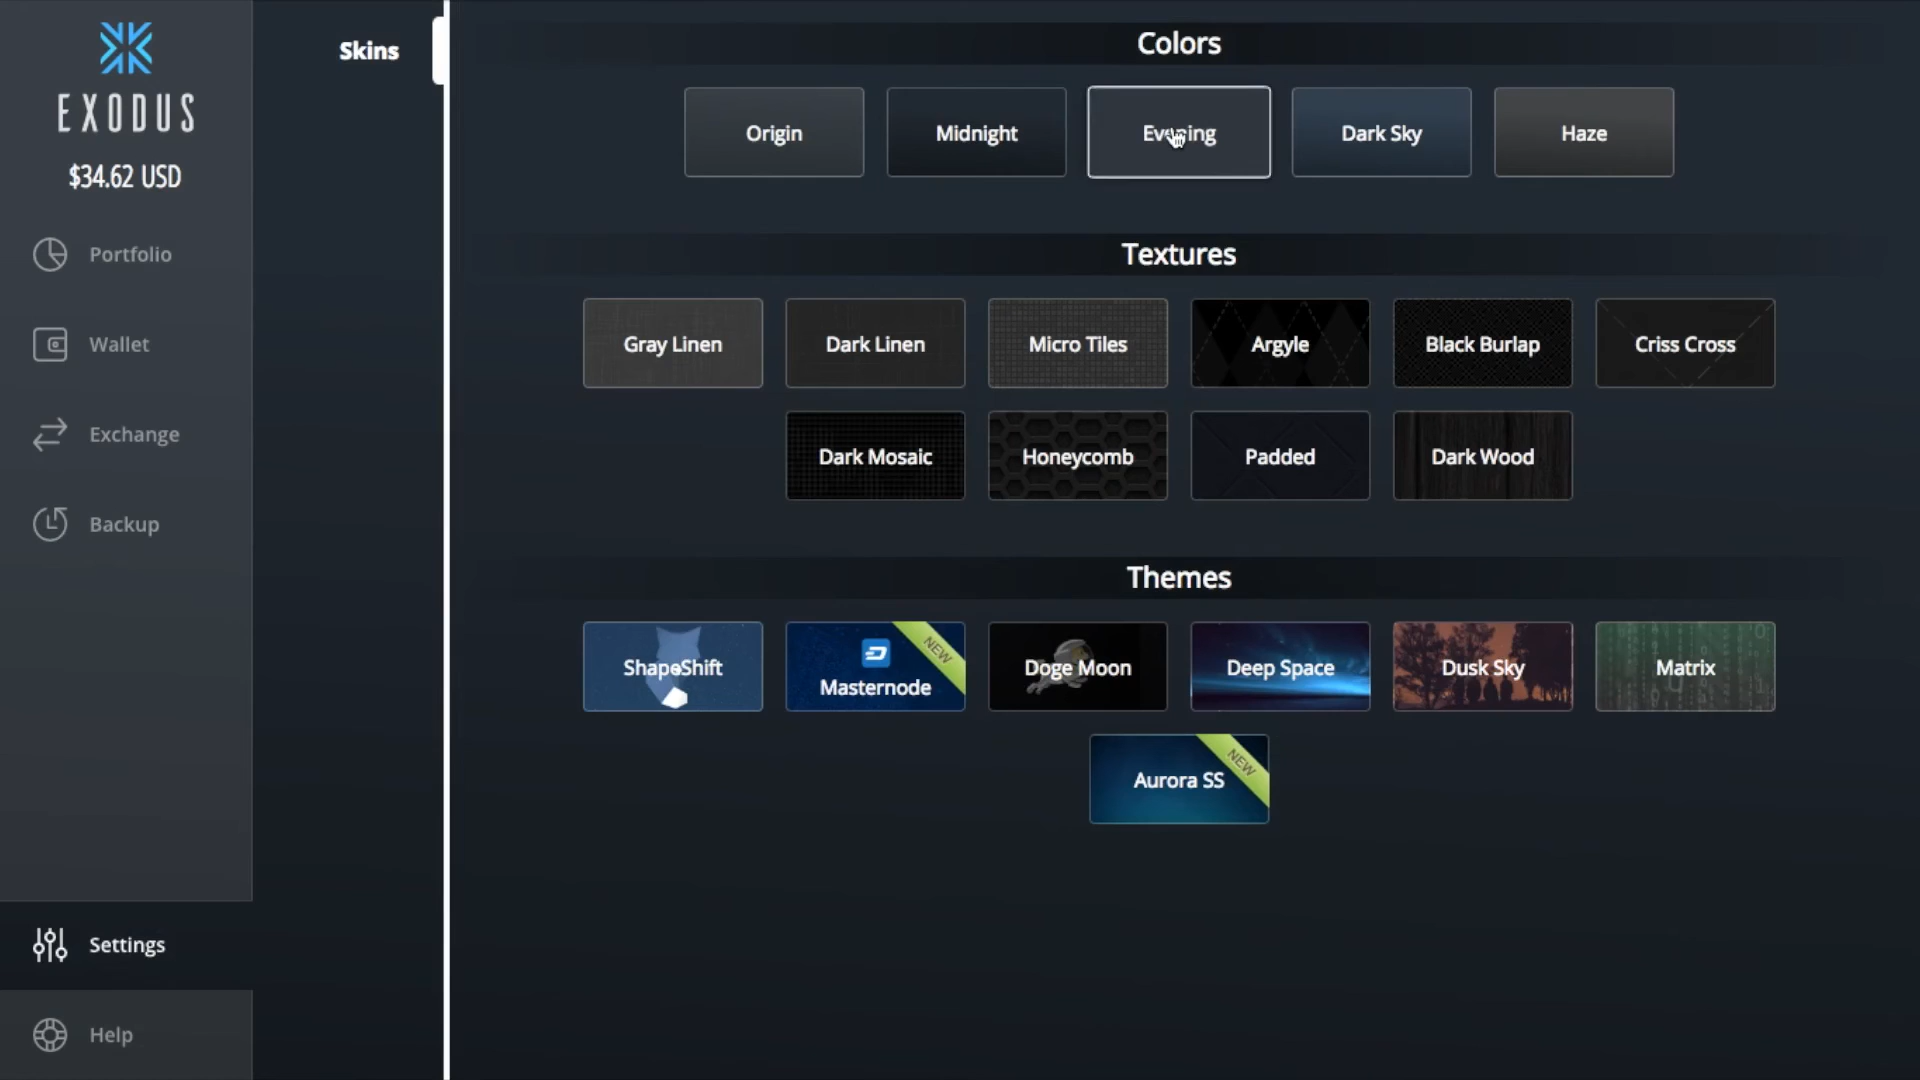 EXODUS
$34.62 USD
Portfolio
Wallet
Exchange
Backup
Settings
Help
Skins
Colors
Origin
Midnight
Evening
Dark Sky
Haze
Textures
Gray Linen
Dark Linen
Micro Tiles
Argyle
Black Burlap
Criss Cross
Dark Mosaic
Honeycomb
Padded
Dark Wood
Themes
ShapeShift
NEW
Masternode
Doge Moon
Deep Space
Dusk Sky
Matrix
NEW
Aurora SS